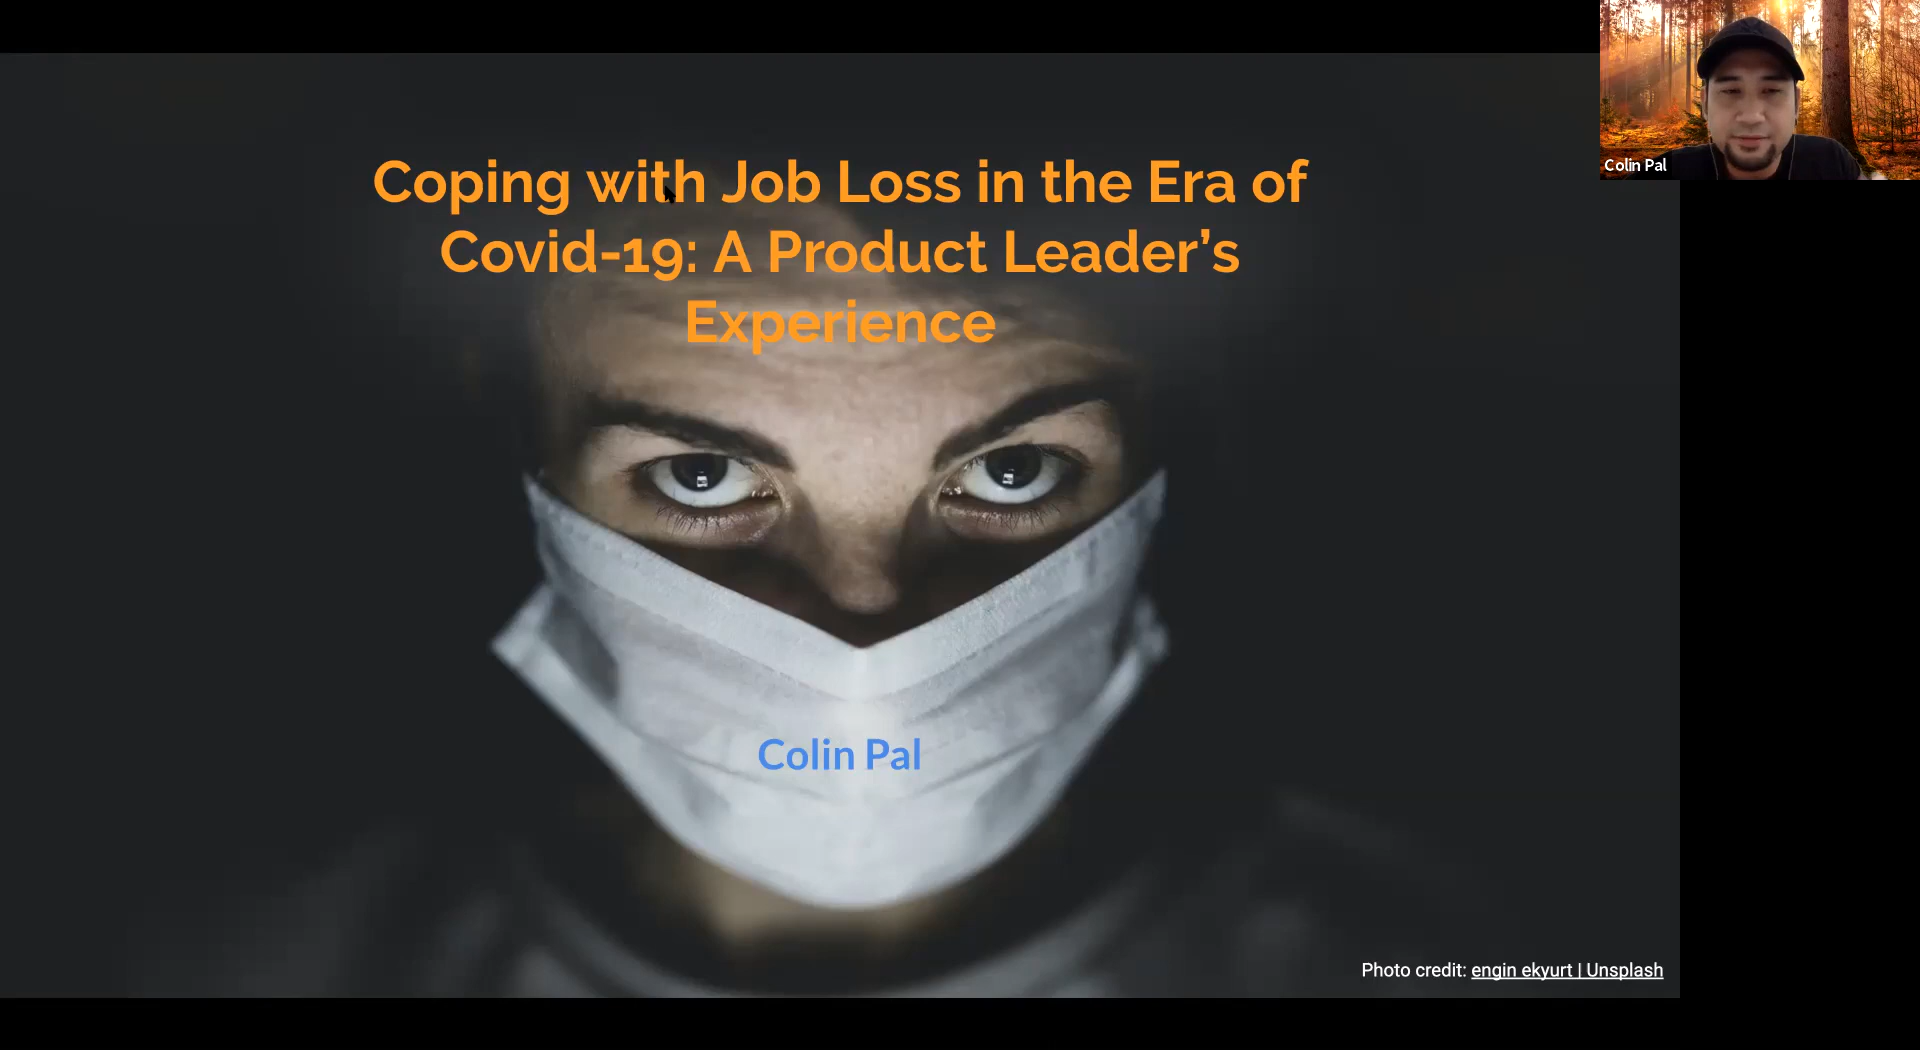 Coping with Job Loss in the Era of
Covid-19: A Product Leader’s
Experience
Colin Pal
Photo credit: engin ekyurt | Unsplash
Colin Pal